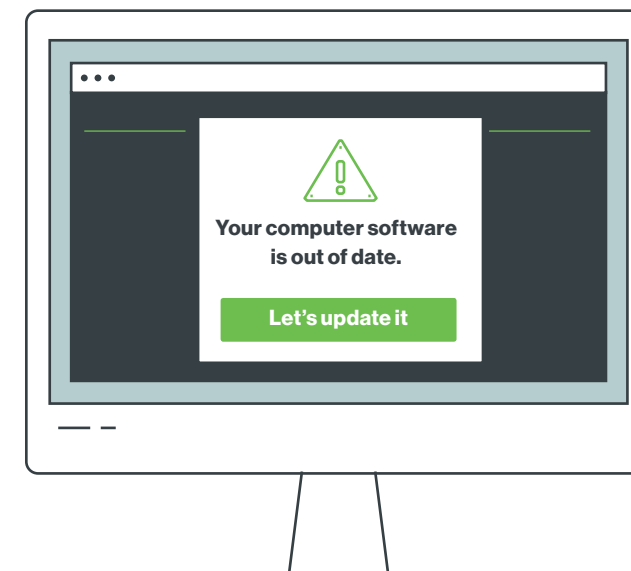 Your computer software
is out of date.
Let’s update it